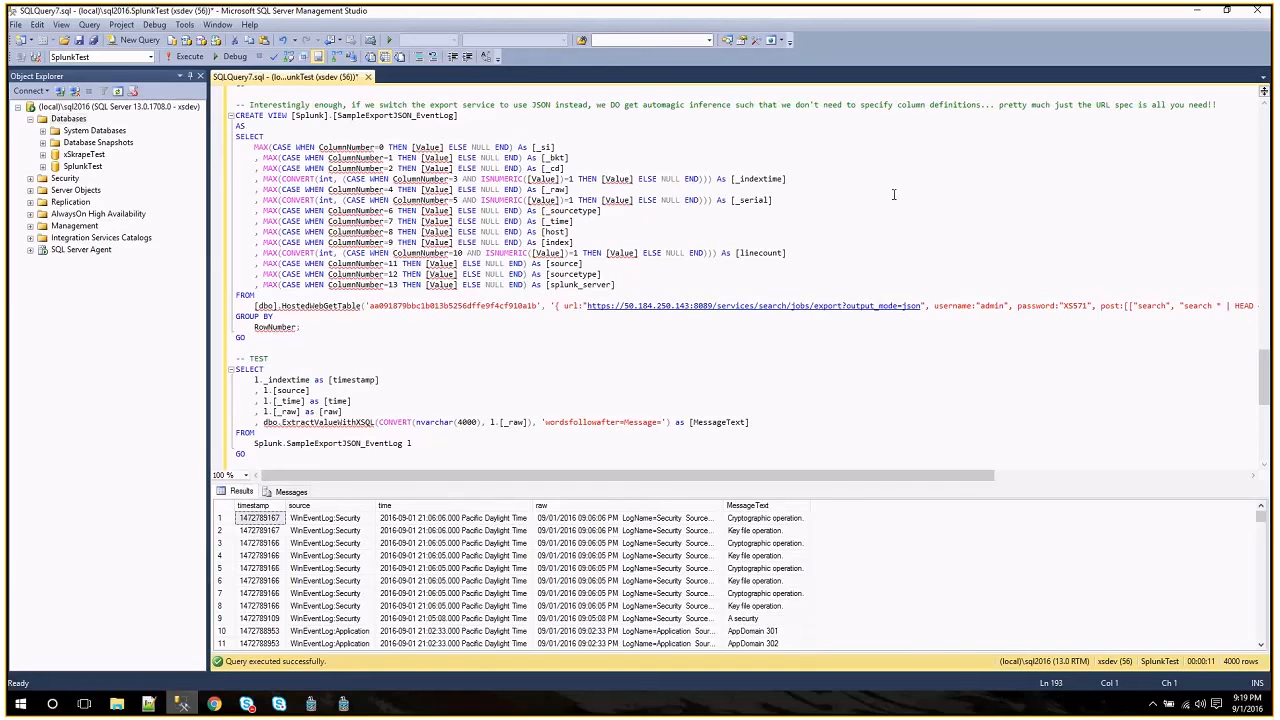 SQLQuery7.sql - (local)\sql2016.SplunkTest (xsdev (56))* - Microsoft SQL Server Management Studio
File Edit View Query Project Debug Tools Window Help
New Query
SplunkTest Execute Debug
Object Explorer
SQLQuery7.sql - (lo...unkTest (xsdev (56))*
Connect
(local)\sql2016 (SQL Server 13.0.1708.0 - xsdev)
Databases
System Databases
Database Snapshots
xSkrapeTest
SplunkTest
Security
Server Objects
Replication
AlwaysOn High Availability
Management
Integration Services Catalogs
SQL Server Agent
-- Interestingly enough, if we switch the export service to use JSON instead, we DO get automagic inference such that we don't need to specify column definitions... pretty much just the URL spec is all you need!!
CREATE VIEW [Splunk].[SampleExportJSON_EventLog]
AS
SELECT
MAX(CASE WHEN ColumnNumber=0 THEN [Value] ELSE NULL END) As [_si]
, MAX(CASE WHEN ColumnNumber=1 THEN [Value] ELSE NULL END) As [_bkt]
, MAX(CASE WHEN ColumnNumber=2 THEN [Value] ELSE NULL END) As [_cd]
, MAX(CONVERT(int, (CASE WHEN ColumnNumber=3 AND ISNUMERIC([Value])=1 THEN [Value] ELSE NULL END))) As [_indextime]
, MAX(CASE WHEN ColumnNumber=4 THEN [Value] ELSE NULL END) As [_raw]
, MAX(CONVERT(int, (CASE WHEN ColumnNumber=5 AND ISNUMERIC([Value])=1 THEN [Value] ELSE NULL END))) As [_serial]
, MAX(CASE WHEN ColumnNumber=6 THEN [Value] ELSE NULL END) As [_sourcetype]
, MAX(CASE WHEN ColumnNumber=7 THEN [Value] ELSE NULL END) As [_time]
, MAX(CASE WHEN ColumnNumber=8 THEN [Value] ELSE NULL END) As [host]
, MAX(CASE WHEN ColumnNumber=9 THEN [Value] ELSE NULL END) As [index]
, MAX(CONVERT(int, (CASE WHEN ColumnNumber=10 AND ISNUMERIC([Value])=1 THEN [Value] ELSE NULL END))) As [linecount]
, MAX(CASE WHEN ColumnNumber=11 THEN [Value] ELSE NULL END) As [source]
, MAX(CASE WHEN ColumnNumber=12 THEN [Value] ELSE NULL END) As [sourcetype]
, MAX(CASE WHEN ColumnNumber=13 THEN [Value] ELSE NULL END) As [splunk_server]
FROM
[dbo].HostedWebGetTable('aa091879bbc1b013b5256dffe9f4cf910a1b', '{ url:"https://50.184.250.143:8089/services/search/jobs/export?output_mode=json", username:"admin", password:"XS571", post:[["search", "search * | HEAD
GROUP BY
RowNumber;
GO
-- TEST
SELECT
l._indextime as [timestamp]
, l.[source]
, l.[_time] as [time]
, l.[_raw] as [raw]
, dbo.ExtractValueWithXSQL(CONVERT(nvarchar(4000), l.[_raw]), 'wordsfollowafter=Message=') as [MessageText]
FROM
Splunk.SampleExportJSON_EventLog l
GO
100 %
Results Messages
timestamp source time raw MessageText
1 1472789167 WinEventLog:Security 2016-09-01 21:06:06.000 Pacific Daylight Time 09/01/2016 09:06:06 PM LogName=Security Source... Cryptographic operation.
2 1472789167 WinEventLog:Security 2016-09-01 21:06:06.000 Pacific Daylight Time 09/01/2016 09:06:06 PM LogName=Security Source... Key file operation.
3 1472789166 WinEventLog:Security 2016-09-01 21:06:05.000 Pacific Daylight Time 09/01/2016 09:06:05 PM LogName=Security Source... Cryptographic operation.
4 1472789166 WinEventLog:Security 2016-09-01 21:06:05.000 Pacific Daylight Time 09/01/2016 09:06:05 PM LogName=Security Source... Key file operation.
5 1472789166 WinEventLog:Security 2016-09-01 21:06:05.000 Pacific Daylight Time 09/01/2016 09:06:05 PM LogName=Security Source... Cryptographic operation.
6 1472789166 WinEventLog:Security 2016-09-01 21:06:05.000 Pacific Daylight Time 09/01/2016 09:06:05 PM LogName=Security Source... Key file operation.
7 1472789166 WinEventLog:Security 2016-09-01 21:06:05.000 Pacific Daylight Time 09/01/2016 09:06:05 PM LogName=Security Source... Cryptographic operation.
8 1472789166 WinEventLog:Security 2016-09-01 21:06:05.000 Pacific Daylight Time 09/01/2016 09:06:05 PM LogName=Security Source... Key file operation.
9 1472789109 WinEventLog:Security 2016-09-01 21:05:08.000 Pacific Daylight Time 09/01/2016 09:05:08 PM LogName=Security Source... A security
10 1472788953 WinEventLog:Application 2016-09-01 21:02:33.000 Pacific Daylight Time 09/01/2016 09:02:33 PM LogName=Application Sour... AppDomain 301
11 1472788953 WinEventLog:Application 2016-09-01 21:02:33.000 Pacific Daylight Time 09/01/2016 09:02:33 PM LogName=Application Sour... AppDomain 302
Query executed successfully. (local)\sql2016 (13.0 RTM) xsdev (56) SplunkTest 00:00:11 4000 rows
Ready Ln 193 Col 1 Ch 1 INS
9:19 PM
9/1/2016